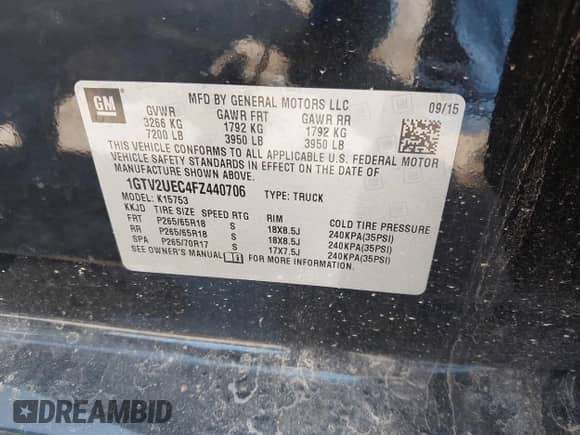 GM
MFD BY GENERAL MOTORS LLC
09/15
GVWR GAWR FRT GAWR RR
3266 KG 1792 KG 1792 KG
7200 LB 3950 LB 3950 LB
THIS VEHICLE CONFORMS TO ALL APPLICABLE U.S. FEDERAL MOTOR
VEHICLE SAFETY STANDARDS IN EFFECT ON THE DATE OF
MANUFACTURE SHOWN ABOVE.
1GTV2UEC4FZ440706 TYPE: TRUCK
MODEL: K15753
KKJD TIRE SIZE SPEED RTG RIM COLD TIRE PRESSURE
FRT P265/65R18 S 18X8.5J 240KPA(35PSI)
RR P265/65R18 S 18X8.5J 240KPA(35PSI)
SPA P265/70R17 S 17X7.5J 240KPA(35PSI)
SEE OWNER'S MANUAL FOR MORE INFORMATION.
DREAMBID